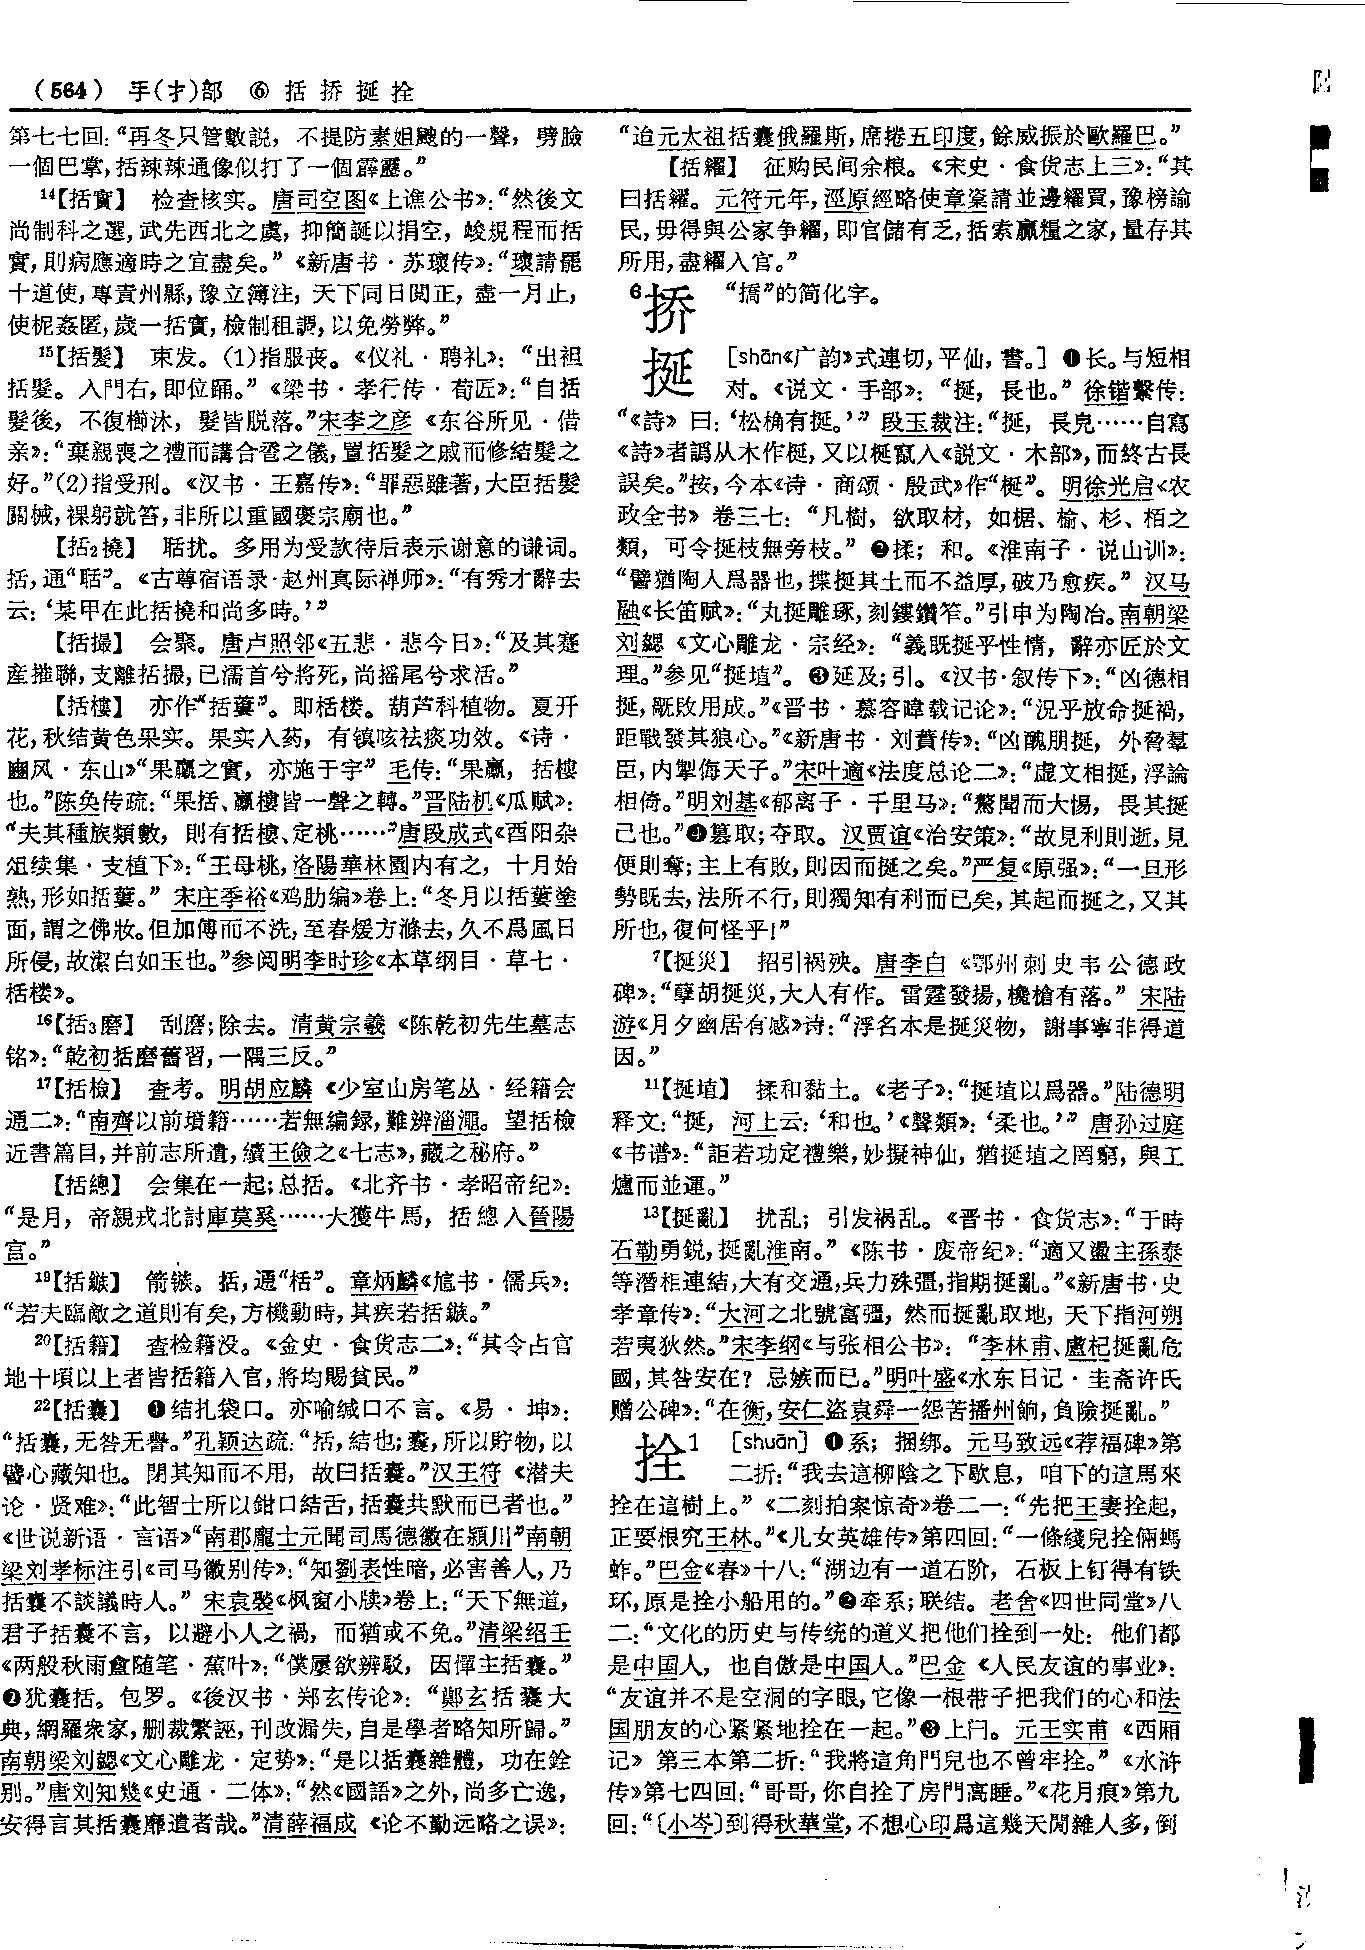 （564） 手(扌)部 ⑥ 括挢挻拴
第七七回：“再冬只管數説，不提防素姐颼的一聲，劈臉
一個巴掌，括辣辣通像似打了一個霹靂。”
14【括實】 检查核实。唐司空图《上谯公书》：“然後文
尚制科之選，武先西北之虞，抑簡誕以捐空，峻規程而括
實，則病應適時之宜盡矣。”《新唐书·苏瓌传》：“瓌請罷
十道使，專責州縣，豫立簿注，天下同日閲正，盡一月止，
使柅姦匿，歲一括實，檢制租調，以免勞弊。”
15【括髮】 束发。(1)指服丧。《仪礼·聘礼》：“出袒
括髮。入門右，即位踊。”《梁书·孝行传·荀匠》：“自括
髮後，不復櫛沐，髮皆脱落。”宋李之彦《东谷所见·借
亲》：“棄親喪之禮而講合巹之儀，置括髮之戚而修結髮之
好。”(2)指受刑。《汉书·王嘉传》：“罪惡雖著，大臣括髮
關械，裸躬就笞，非所以重國襃宗廟也。”
【括2撓】 聒扰。多用为受款待后表示谢意的谦词。
括，通“聒”。《古尊宿语录·赵州真际禅师》：“有秀才辭去
云：‘某甲在此括撓和尚多時。’”
【括撮】 会聚。唐卢照邻《五悲·悲今日》：“及其蹇
産摧聯，支離括撮，已濡首兮將死，尚摇尾兮求活。”
【括樓】 亦作“括蔞”。即栝楼。葫芦科植物。夏开
花，秋结黄色果实。果实入药，有镇咳祛痰功效。《诗·
豳风·东山》“果臝之實，亦施于宇”毛传：“果臝，括樓
也。”陈奂传疏：“果括、臝樓皆一聲之轉。”晋陆机《瓜赋》：
“夫其種族類數，則有括樓、定桃……”唐段成式《酉阳杂
俎续集·支植下》：“王母桃，洛陽華林園内有之，十月始
熟，形如括蔞。”宋庄季裕《鸡肋编》卷上：“冬月以括蔞塗
面，謂之佛妝。但加傅而不洗，至春煖方滌去，久不爲風日
所侵，故潔白如玉也。”参阅明李时珍《本草纲目·草七·
栝楼》。
16【括3磨】 刮磨；除去。清黄宗羲《陈乾初先生墓志
铭》：“乾初括磨舊習，一隅三反。”
17【括檢】 查考。明胡应麟《少室山房笔丛·经籍会
通二》：“南齊以前墳籍……若無編録，難辨淄澠。望括檢
近書篇目，并前志所遺，續王儉之《七志》，藏之秘府。”
【括總】 会集在一起；总括。《北齐书·孝昭帝纪》：
“是月，帝親戎北討庫莫奚……大獲牛馬，括總入晉陽
宫。”
19【括鏃】 箭镞。括，通“栝”。章炳麟《訄书·儒兵》：
“若夫臨敵之道則有矣，方機動時，其疾若括鏃。”
20【括籍】 查检籍没。《金史·食货志二》：“其令占官
地十頃以上者皆括籍入官，將均賜貧民。”
22【括囊】 ❶结扎袋口。亦喻缄口不言。《易·坤》：
“括囊，无咎无譽。”孔颖达疏：“括，結也；囊，所以貯物，以
譬心藏知也。閉其知而不用，故曰括囊。”汉王符《潜夫
论·贤难》：“此智士所以鉗口結舌，括囊共默而已者也。”
《世说新语·言语》“南郡龐士元聞司馬德徽在潁川”南朝
梁刘孝标注引《司马徽别传》：“知劉表性暗，必害善人，乃
括囊不談議時人。”宋袁褧《枫窗小牍》卷上：“天下無道，
君子括囊不言，以避小人之禍，而猶或不免。”清梁绍壬
《两般秋雨盦随笔·蕉叶》：“僕屢欲辨駁，因憚主括囊。”
❷犹囊括。包罗。《後汉书·郑玄传论》：“鄭玄括囊大
典，網羅衆家，删裁繁誣，刊改漏失，自是學者略知所歸。”
南朝梁刘勰《文心雕龙·定势》：“是以括囊雜體，功在銓
别。”唐刘知幾《史通·二体》：“然《國語》之外，尚多亡逸，
安得言其括囊靡遺者哉。”清薛福成《论不勤远略之误》：
“迨元太祖括囊俄羅斯，席捲五印度，餘威振於歐羅巴。”
【括糴】 征购民间余粮。《宋史·食货志上三》：“其
曰括糴。元符元年，涇原經略使章楶請並邊糴買，豫榜諭
民，毋得與公家争糴，即官儲有乏，括索贏糧之家，量存其
所用，盡糴入官。”
6挢 “撟”的简化字。
挻 [shān《广韵》式連切，平仙，書。] ❶长。与短相
对。《说文·手部》：“挻，長也。”徐锴繫传：
“《詩》曰：‘松桷有挻。’”段玉裁注：“挻，長皃……自寫
《詩》者譌从木作梴，又以梴竄入《説文·木部》，而終古長
誤矣。”按，今本《诗·商颂·殷武》作“梴”。明徐光启《农
政全书》卷三七：“凡樹，欲取材，如椐、榆、杉、栢之
類，可令挻枝無旁枝。”❷揉；和。《淮南子·说山训》：
“譬猶陶人爲器也，揲挻其土而不益厚，破乃愈疾。”汉马
融《长笛赋》：“丸挻雕琢，刻鏤鑽笮。”引申为陶冶。南朝梁
刘勰《文心雕龙·宗经》：“義既挻乎性情，辭亦匠於文
理。”参见“挻埴”。❸延及；引。《汉书·叙传下》：“凶德相
挻，㫍敗用成。”《晋书·慕容暐载记论》：“況乎放命挻禍，
距戰發其狼心。”《新唐书·刘蕡传》：“凶醜朋挻，外脅羣
臣，内掣侮天子。”宋叶適《法度总论二》：“虚文相挻，浮論
相倚。”明刘基《郁离子·千里马》：“驁聞而大惕，畏其挻
己也。”❹篡取；夺取。汉贾谊《治安策》：“故見利則逝，見
便則奪；主上有敗，則因而挻之矣。”严复《原强》：“一旦形
勢既去，法所不行，則獨知有利而已矣，其起而挻之，又其
所也，復何怪乎！”
7【挻災】 招引祸殃。唐李白《鄂州刺史韦公德政
碑》：“孽胡挻災，大人有作。雷霆發揚，欃槍有落。”宋陆
游《月夕幽居有感》诗：“浮名本是挻災物，謝事寧非得道
因。”
11【挻埴】 揉和黏土。《老子》：“挻埴以爲器。”陆德明
释文：“挻，河上云：‘和也。’《聲類》：‘柔也。’”唐孙过庭
《书谱》：“詎若功定禮樂，妙擬神仙，猶挻埴之罔窮，與工
爐而並運。”
13【挻亂】 扰乱；引发祸乱。《晋书·食货志》：“于時
石勒勇鋭，挻亂淮南。”《陈书·废帝纪》：“適又盪主孫泰
等潛相連結，大有交通，兵力殊彊，指期挻亂。”《新唐书·史
孝章传》：“大河之北號富彊，然而挻亂取地，天下指河朔
若夷狄然。”宋李纲《与张相公书》：“李林甫、盧杞挻亂危
國，其咎安在？忌嫉而已。”明叶盛《水东日记·圭斋许氏
赠公碑》：“在衡，安仁盗袁舜一怨苦播州餉，負險挻亂。”
拴1 [shuān] ❶系；捆绑。元马致远《荐福碑》第
二折：“我去這柳陰之下歇息，咱下的這馬來
拴在這樹上。”《二刻拍案惊奇》卷二一：“先把王妻拴起，
正要根究王林。”《儿女英雄传》第四回：“一條綫兒拴倆螞
蚱。”巴金《春》十八：“湖边有一道石阶，石板上钉得有铁
环，原是拴小船用的。”❷牵系；联结。老舍《四世同堂》八
二：“文化的历史与传统的道义把他们拴到一处：他们都
是中国人，也自傲是中国人。”巴金《人民友谊的事业》：
“友谊并不是空洞的字眼，它像一根带子把我们的心和法
国朋友的心紧紧地拴在一起。”❸上闩。元王实甫《西厢
记》第三本第二折：“我將這角門兒也不曾牢拴。”《水浒
传》第七四回：“哥哥，你自拴了房門高睡。”《花月痕》第九
回：“〔小岑〕到得秋華堂，不想心印爲這幾天閒雜人多，倒